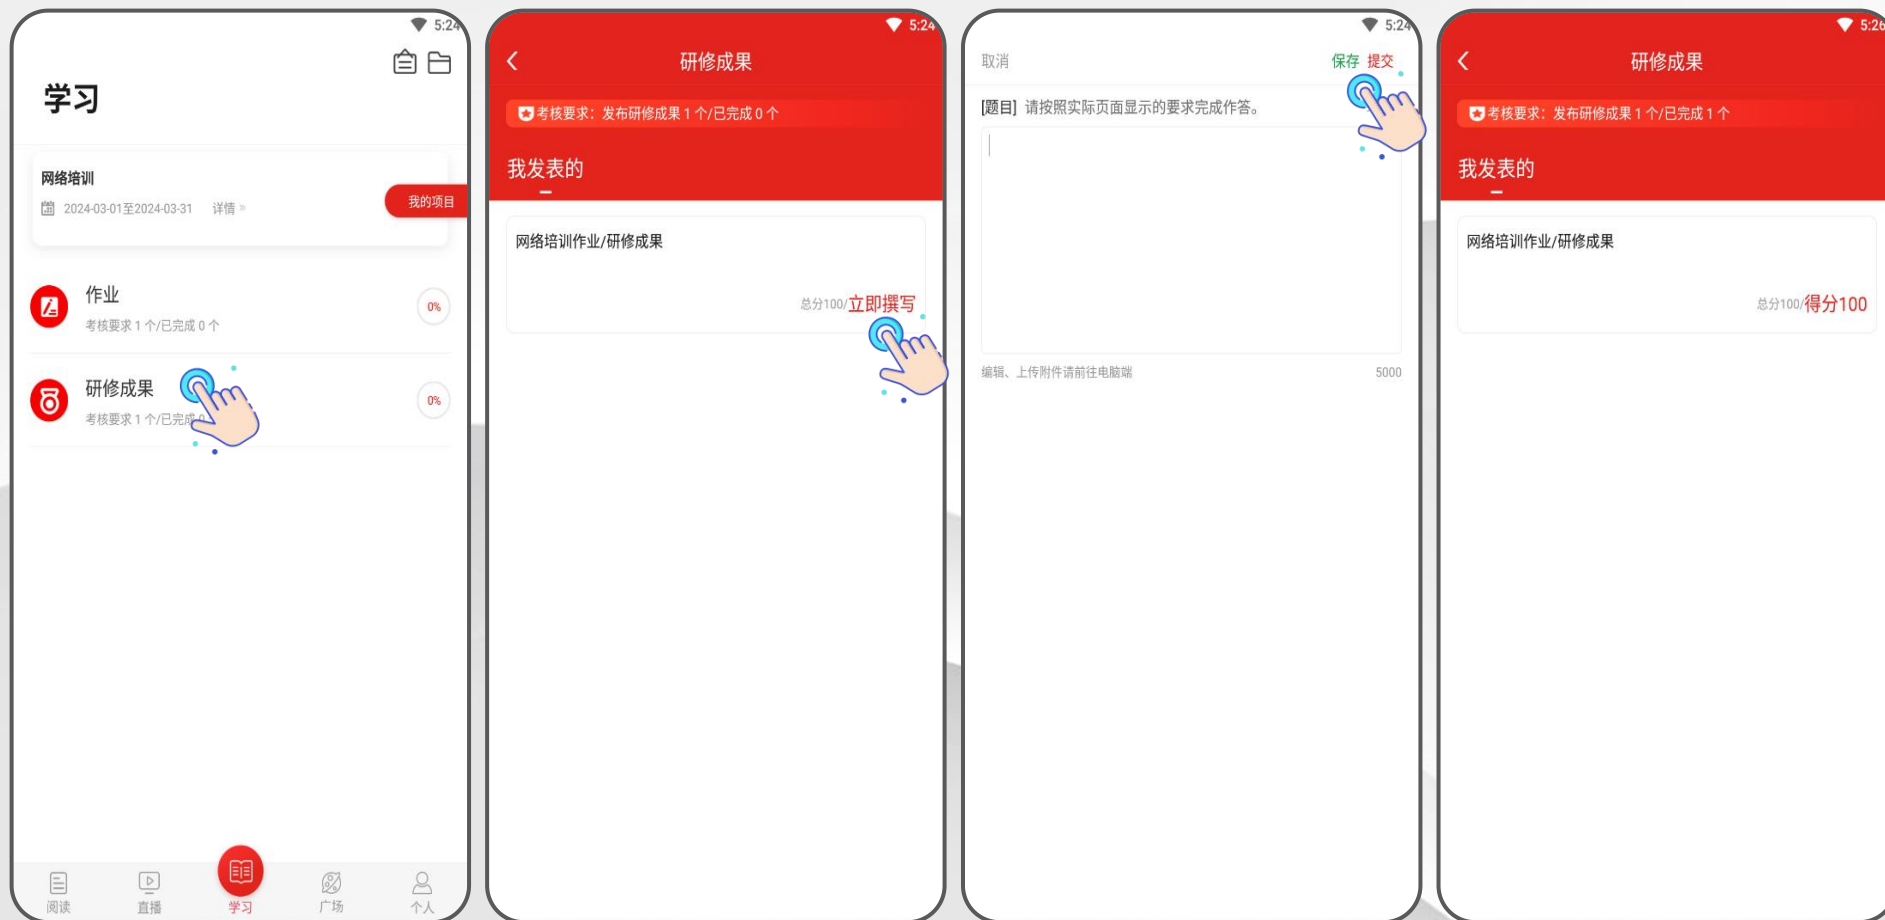 5:24
学习
网络培训
2024-03-01至2024-03-31 详情 »
我的项目
作业
考核要求 1 个/已完成 0 个
0%
研修成果
考核要求 1 个/已完成 0
0%
阅读
直播
学习
广场
个人
5:24
研修成果
考核要求：发布研修成果 1 个/已完成 0 个
我发表的
网络培训作业/研修成果
总分100/立即撰写
5:24
取消
保存 提交
[题目] 请按照实际页面显示的要求完成作答。
编辑、上传附件请前往电脑端
5000
5:26
研修成果
考核要求：发布研修成果 1 个/已完成 1 个
我发表的
网络培训作业/研修成果
总分100/得分100